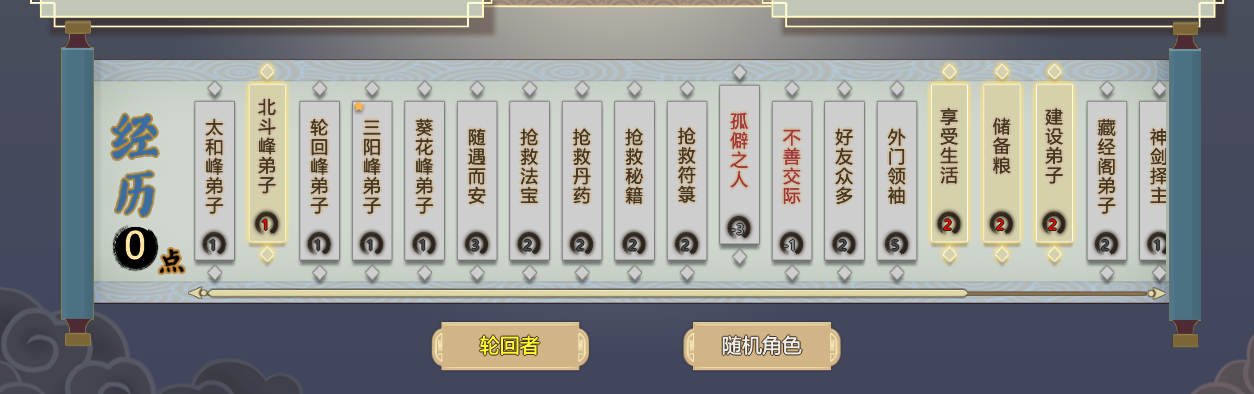 经历
0点
太和峰弟子
1
北斗峰弟子
1
轮回峰弟子
1
三阳峰弟子
1
葵花峰弟子
1
随遇而安
3
抢救法宝
2
抢救丹药
2
抢救秘籍
2
抢救符箓
2
孤僻之人
-3
不善交际
-1
好友众多
2
外门领袖
5
享受生活
2
储备粮
2
建设弟子
2
藏经阁弟子
2
神剑择主
1
轮回者
随机角色